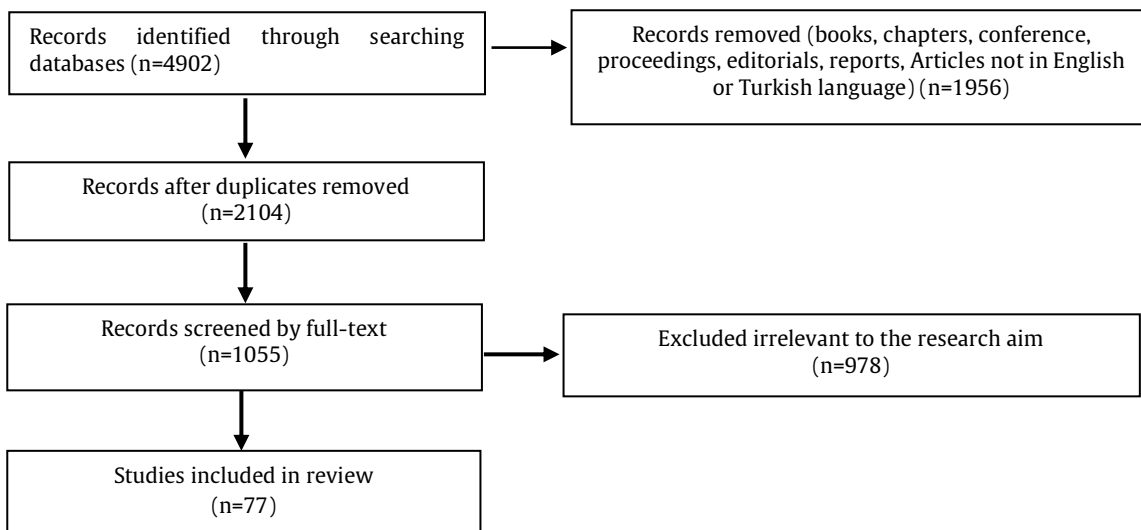 Records identified through searching
databases (n=4902)
Records removed (books, chapters, conference,
proceedings, editorials, reports, Articles not in English
or Turkish language) (n=1956)
Records after duplicates removed
(n=2104)
Records screened by full-text
(n=1055)
Excluded irrelevant to the research aim
(n=978)
Studies included in review
(n=77)